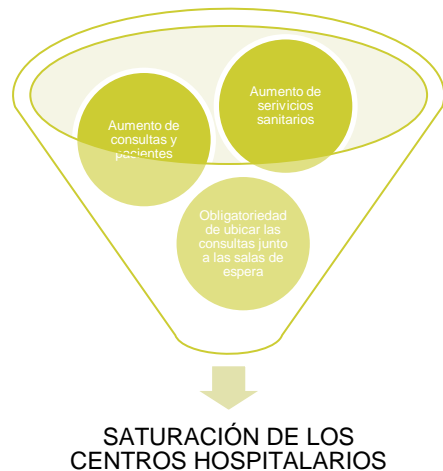 Aumento de
serivicios
sanitarios
Aumento de
consultas y
pacientes
Obligatoriedad
de ubicar las
consultas junto
a las salas de
espera
SATURACIÓN DE LOS
CENTROS HOSPITALARIOS